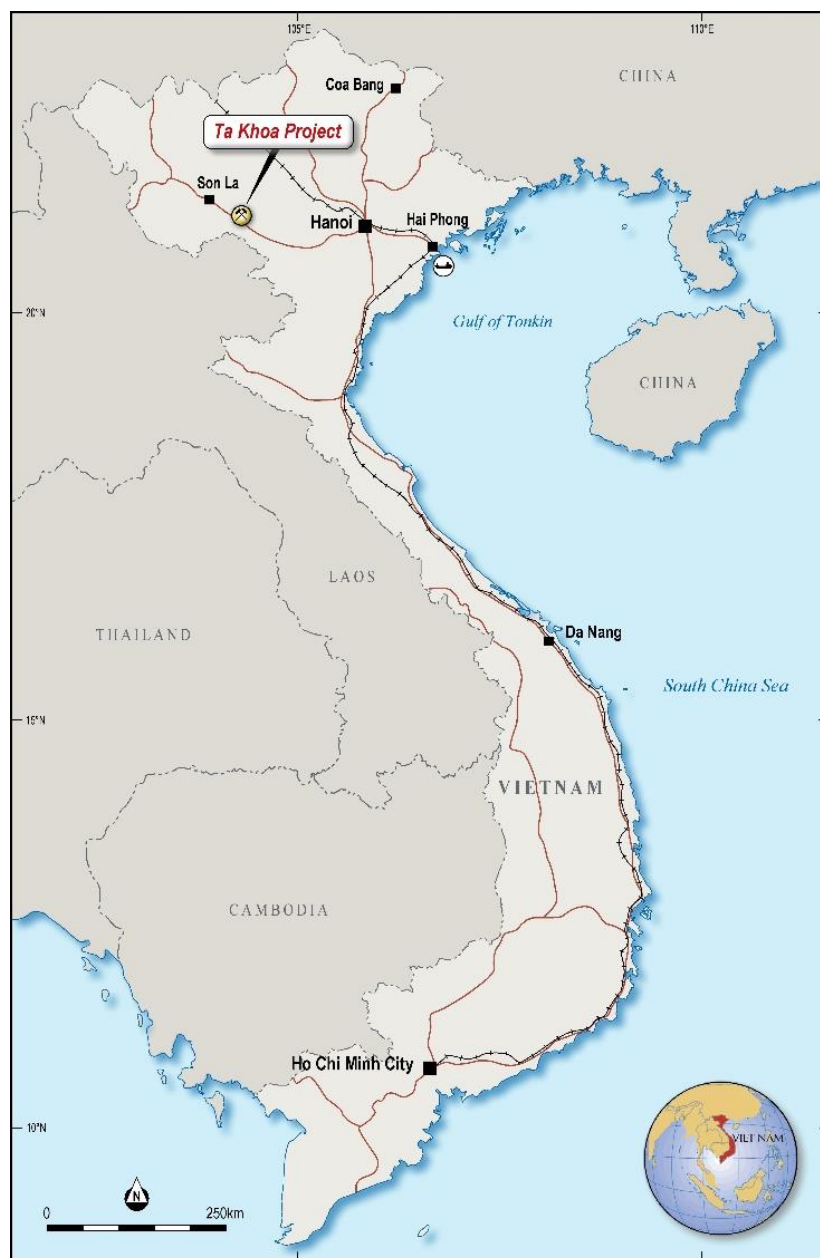 105°E
110°E
CHINA
Coa Bang
Ta Khoa Project
Son La
Hanoi
Hai Phong
20°N
Gulf of Tonkin
CHINA
LAOS
THAILAND
Da Nang
South China Sea
15°N
VIETNAM
CAMBODIA
Ho Chi Minh City
10°N
VIET NAM
N
0
250km